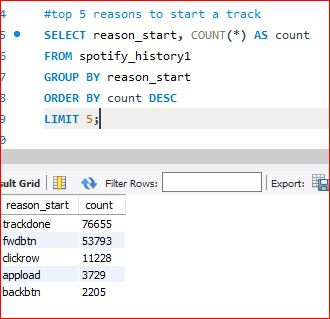 4 #top 5 reasons to start a track
5 SELECT reason_start, COUNT(*) AS count
6 FROM spotify_history1
7 GROUP BY reason_start
8 ORDER BY count DESC
9 LIMIT 5;
0
sult Grid Filter Rows: Export:
reason_start count
trackdone 76655
fwdbtn 53793
clickrow 11228
appload 3729
backbtn 2205